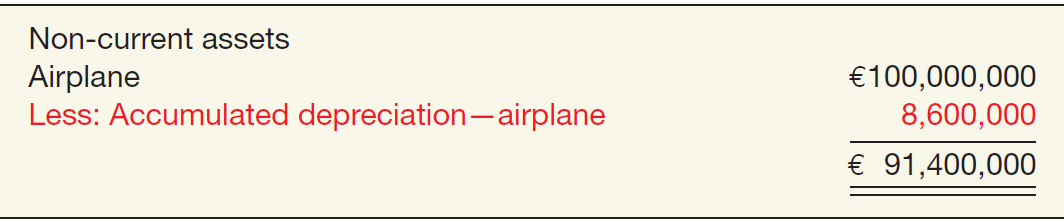 Non-current assets
Airplane €100,000,000
Less: Accumulated depreciation—airplane 8,600,000
€ 91,400,000